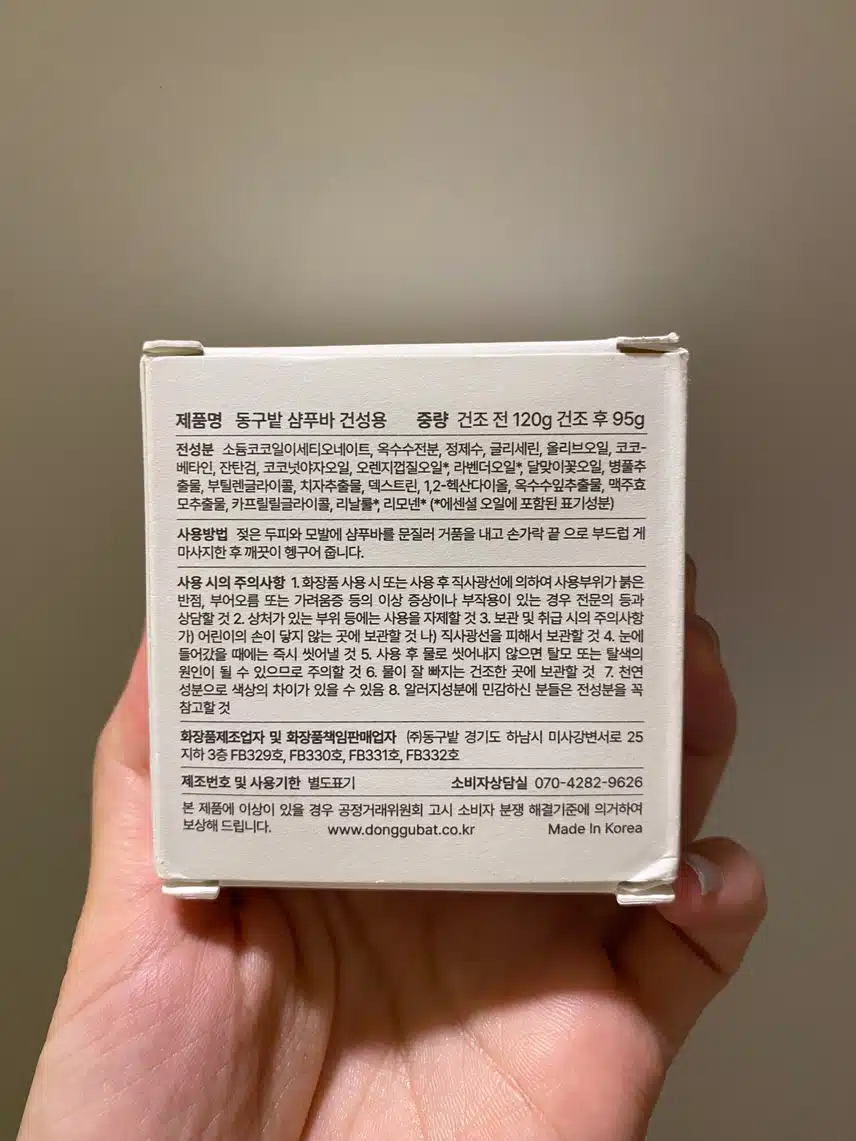 제품명 동구밭 샴푸바 건성용 중량 건조 전 120g 건조 후 95g
전성분 소듐코코일이세티오네이트, 옥수수전분, 정제수, 글리세린, 올리브오일, 코코-
베타인, 잔탄검, 코코넛야자오일, 오렌지껍질오일*, 라벤더오일*, 달맞이꽃오일, 병풀추
출물, 부틸렌글라이콜, 치자추출물, 덱스트린, 1,2-헥산다이올, 옥수수잎추출물, 맥주효
모추출물, 카프릴릴글라이콜, 리날룰*, 리모넨* (*에센셜 오일에 포함된 표기성분)
사용방법 젖은 두피와 모발에 샴푸바를 문질러 거품을 내고 손가락 끝 으로 부드럽 게
마사지한 후 깨끗이 헹구어 줍니다.
사용 시의 주의사항 1. 화장품 사용 시 또는 사용 후 직사광선에 의하여 사용부위가 붉은
반점, 부어오름 또는 가려움증 등의 이상 증상이나 부작용이 있는 경우 전문의 등과
상담할 것 2. 상처가 있는 부위 등에는 사용을 자제할 것 3. 보관 및 취급 시의 주의사항
가) 어린이의 손이 닿지 않는 곳에 보관할 것 나) 직사광선을 피해서 보관할 것 4. 눈에
들어갔을 때에는 즉시 씻어낼 것 5. 사용 후 물로 씻어내지 않으면 탈모 또는 탈색의
원인이 될 수 있으므로 주의할 것 6. 물이 잘 빠지는 건조한 곳에 보관할 것 7. 천연
성분으로 색상의 차이가 있을 수 있음 8. 알러지성분에 민감하신 분들은 전성분을 꼭
참고할 것
화장품제조업자 및 화장품책임판매업자 ㈜동구밭 경기도 하남시 미사강변서로 25
지하 3층 FB329호, FB330호, FB331호, FB332호
제조번호 및 사용기한 별도표기 소비자상담실 070-4282-9626
본 제품에 이상이 있을 경우 공정거래위원회 고시 소비자 분쟁 해결기준에 의거하여
보상해 드립니다. www.donggubat.co.kr Made In Korea